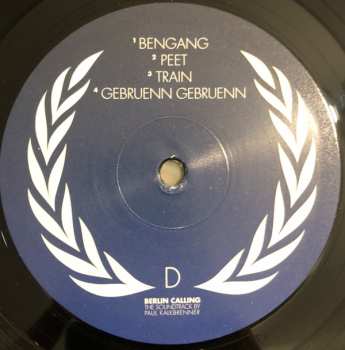 1 BENGANG
2 PEET
3 TRAIN
4 GEBRUENN GEBRUENN
D
BERLIN CALLING
THE SOUNDTRACK BY
PAUL KALKBRENNER